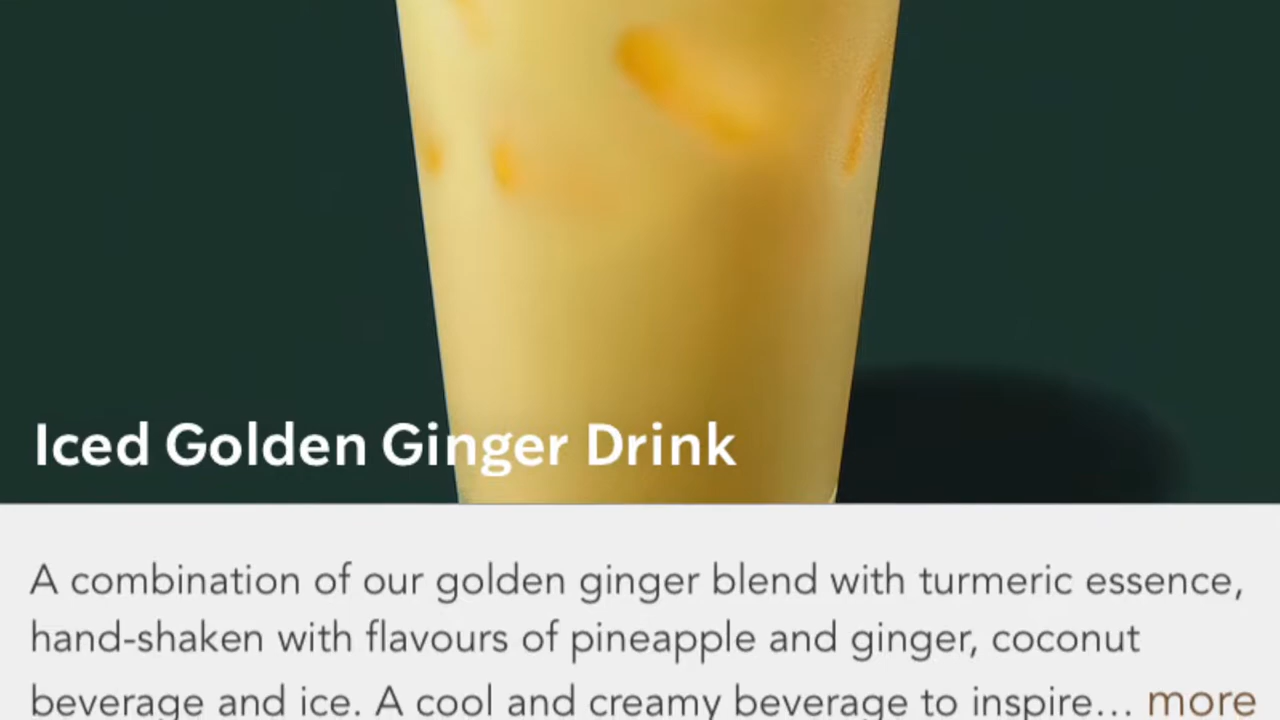 Iced Golden Ginger Drink
A combination of our golden ginger blend with turmeric essence,
hand-shaken with flavours of pineapple and ginger, coconut
beverage and ice. A cool and creamy beverage to inspire... more